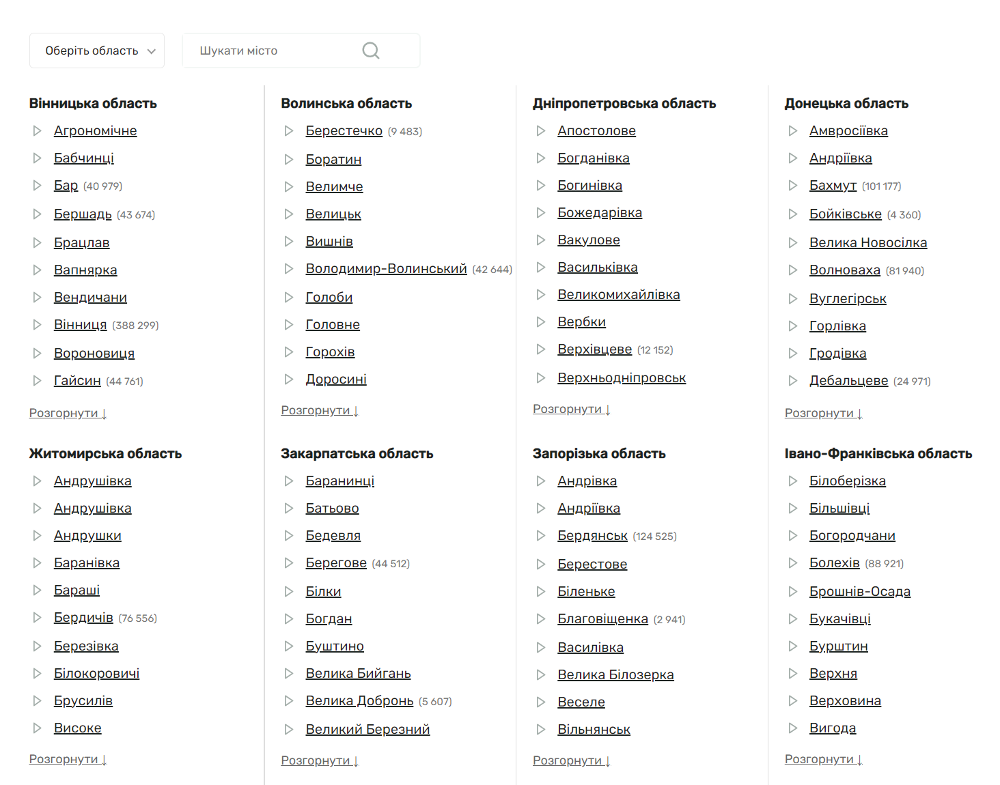 Оберіть область
Шукати місто
Вінницька область
Агрономічне
Бабчинці
Бар (40 979)
Бершадь (43 674)
Брацлав
Вапнярка
Вендичани
Вінниця (388 299)
Вороновиця
Гайсин (44 761)
Розгорнути ↓
Волинська область
Берестечко (9 483)
Боратин
Велимче
Велицьк
Вишнів
Володимир-Волинський (42 644)
Голоби
Головне
Горохів
Доросині
Розгорнути ↓
Дніпропетровська область
Апостолове
Богданівка
Богинівка
Божедарівка
Вакулове
Васильківка
Великомихайлівка
Вербки
Верхівцеве (12 152)
Верхньодніпровськ
Розгорнути ↓
Донецька область
Амвросіївка
Андріївка
Бахмут (101 177)
Бойківське (4 360)
Велика Новосілка
Волноваха (81 940)
Вуглегірськ
Горлівка
Гродівка
Дебальцеве (24 971)
Розгорнути ↓
Житомирська область
Андрушівка
Андрушівка
Андрушки
Баранівка
Бараші
Бердичів (76 556)
Березівка
Білокоровичі
Брусилів
Високе
Розгорнути ↓
Закарпатська область
Баранинці
Батьово
Бедевля
Берегове (44 512)
Білки
Богдан
Буштино
Велика Бийгань
Велика Добронь (5 607)
Великий Березний
Розгорнути ↓
Запорізька область
Андрівка
Андріївка
Бердянськ (124 525)
Берестове
Біленьке
Благовіщенка (2 941)
Василівка
Велика Білозерка
Веселе
Вільнянськ
Розгорнути ↓
Івано-Франківська область
Білоберізка
Більшівці
Богородчани
Болехів (88 921)
Брошнів-Осада
Букачівці
Бурштин
Верхня
Верховина
Вигода
Розгорнути ↓